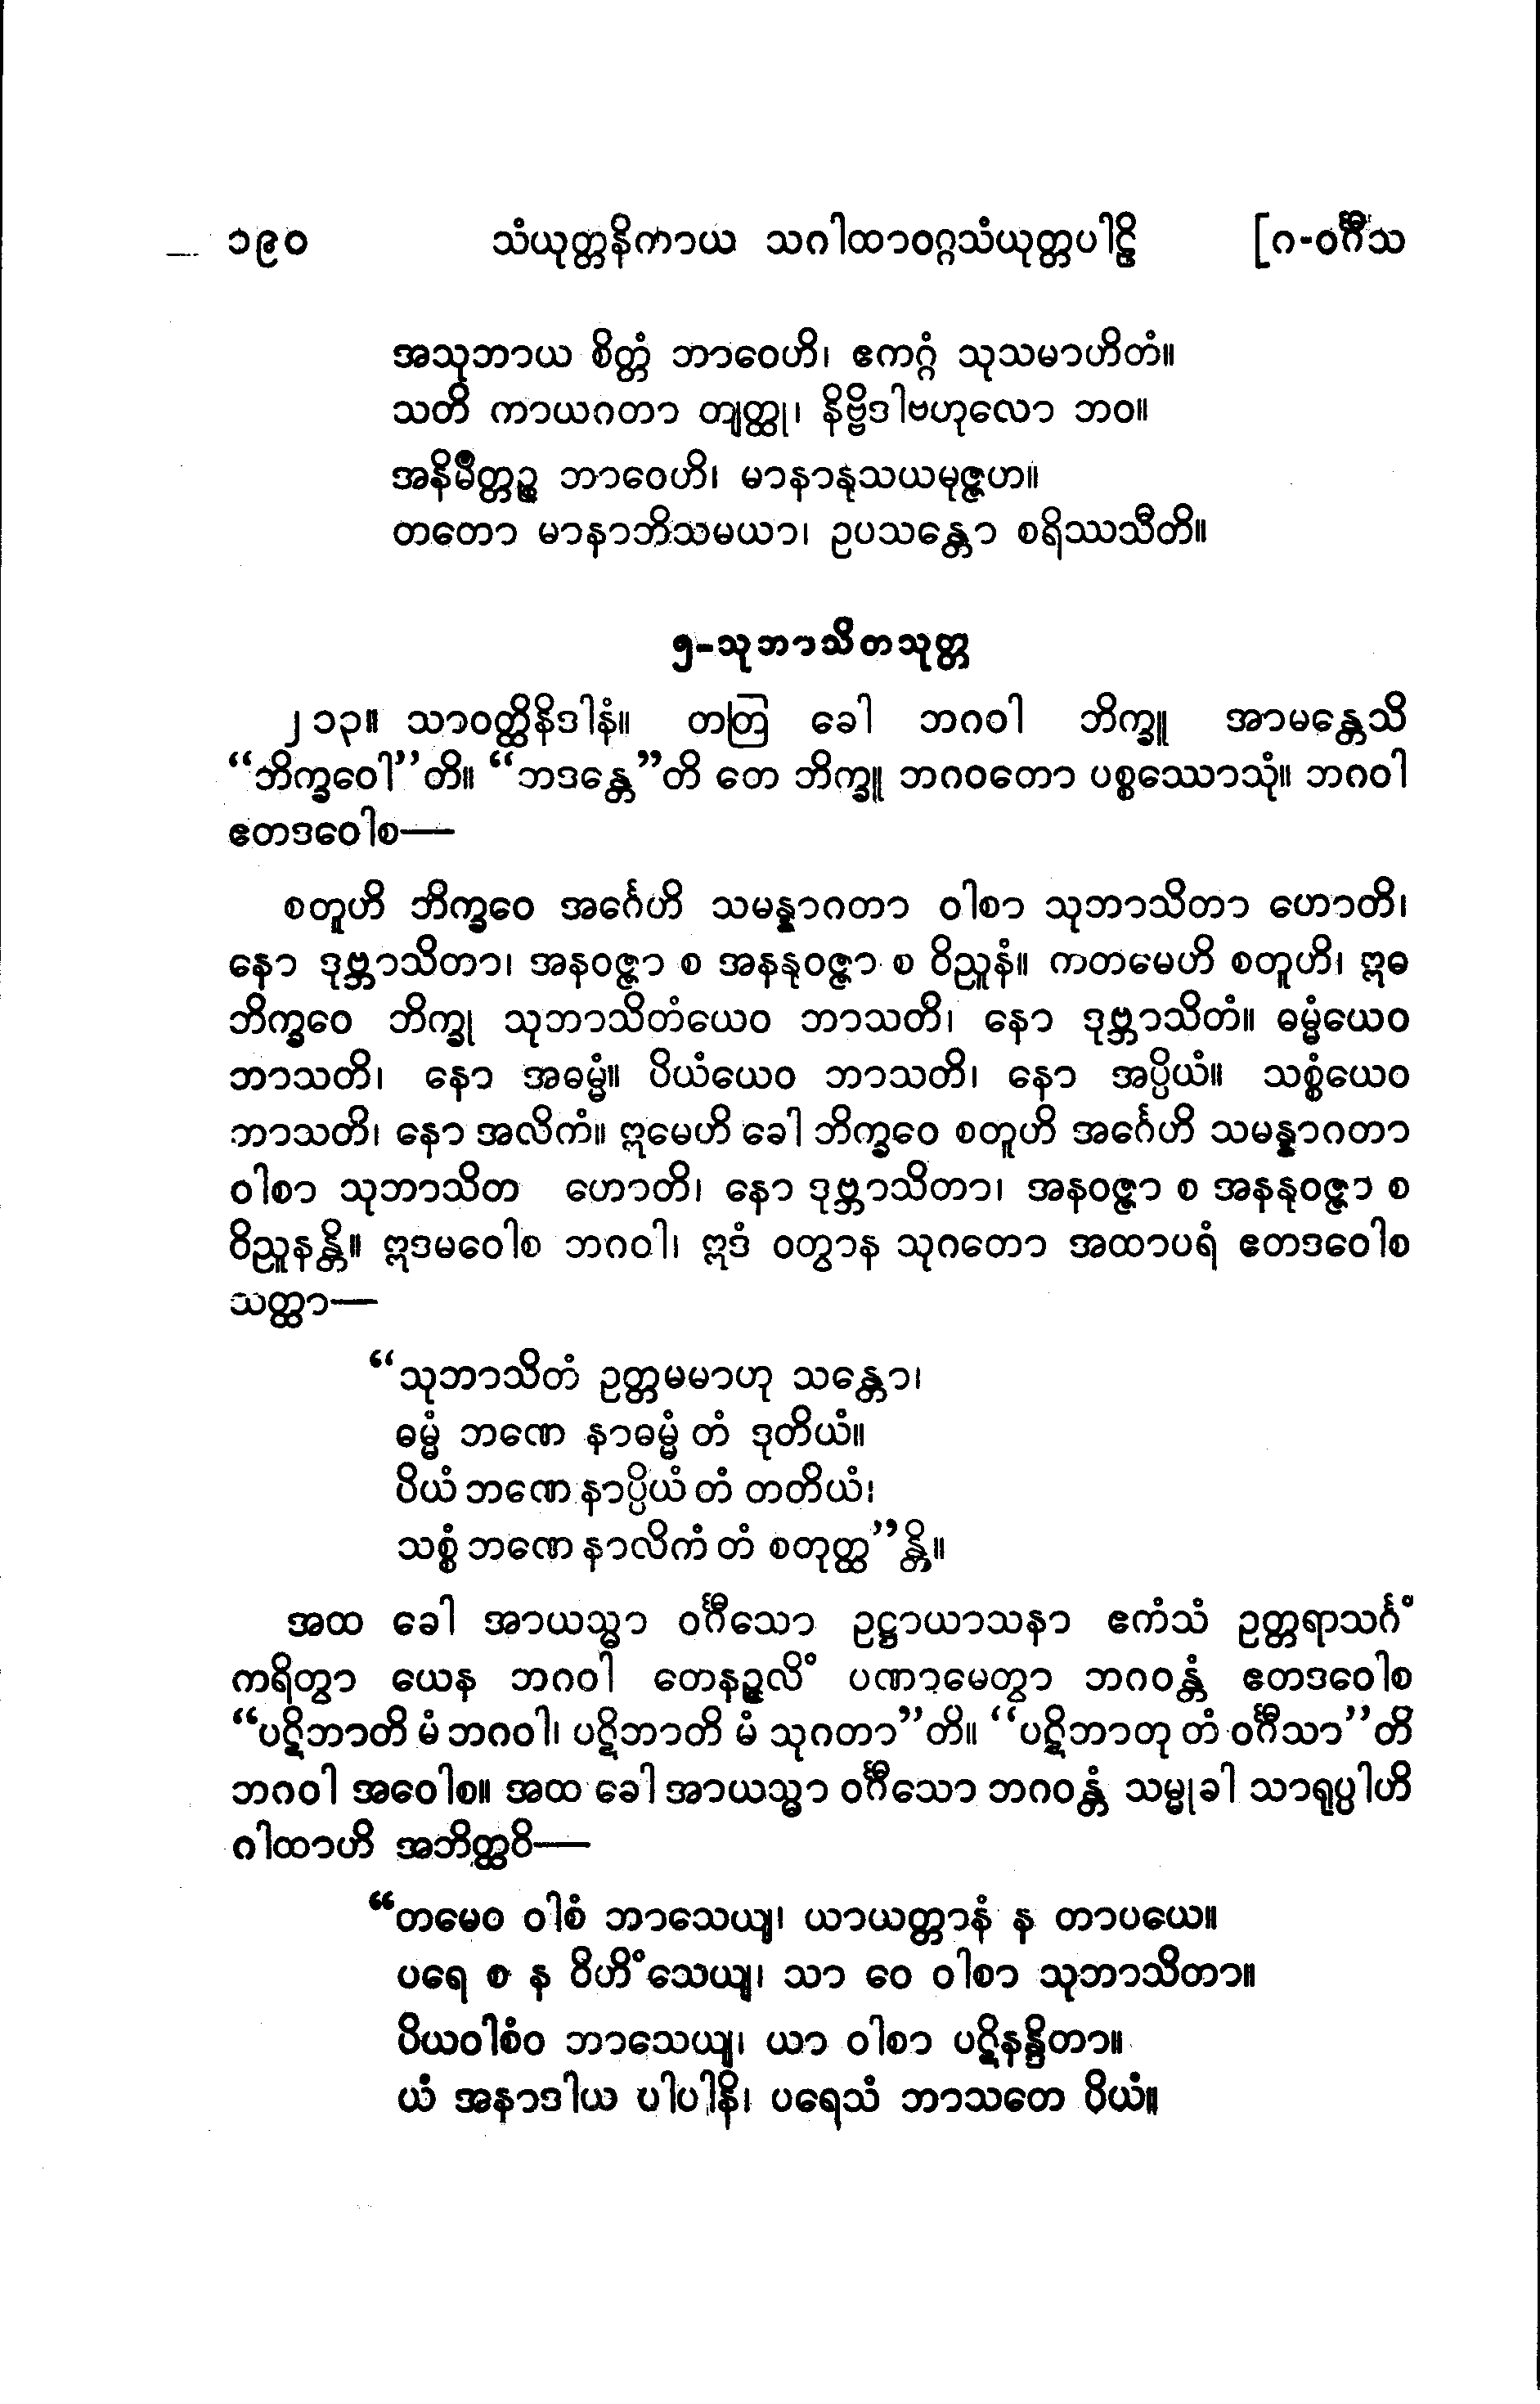 ၁၉၀ သံယုတ္တနိကာယ သဂါထာဝဂ္ဂသံယုတ္တပါဠိ [ဂ-ဝင်္ဂီသ
အသုဘာယ စိတ္တံ ဘာဝေဟိ၊ ဧကဂ္ဂံ သုသမာဟိတံ။
သတိ ကာယဂတာ တျတ္ထု၊ နိဗ္ဗိဒါဗဟုလော ဘဝ။
အနိမိတ္တဉ္စ ဘာဝေဟိ၊ မာနာနုသယမုဇ္ဇဟ။
တတော မာနာဘိသမယာ၊ ဥပသန္တော စရိဿသီတိ။
၅-သုဘာသိတသုတ္တ
၂၁၃။ သာဝတ္ထိနိဒါနံ။ တတြ ခေါ ဘဂဝါ ဘိက္ခူ အာမန္တေသိ
“ဘိက္ခဝေါ”တိ။ “ဘဒန္တေ”တိ တေ ဘိက္ခူ ဘဂဝတော ပစ္စဿောသုံ။ ဘဂဝါ
ဧတဒဝေါစ—
စတူဟိ ဘိက္ခဝေ အင်္ဂေဟိ သမန္နာဂတာ ဝါစာ သုဘာသိတာ ဟောတိ၊
နော ဒုဗ္ဘာသိတာ၊ အနဝဇ္ဇာ စ အနနုဝဇ္ဇာ စ ဝိညူနံ။ ကတမေဟိ စတူဟိ၊ ဣဓ
ဘိက္ခဝေ ဘိက္ခု သုဘာသိတံယေဝ ဘာသတိ၊ နော ဒုဗ္ဘာသိတံ။ ဓမ္မံယေဝ
ဘာသတိ၊ နော အဓမ္မံ။ ပိယံယေဝ ဘာသတိ၊ နော အပ္ပိယံ။ သစ္စံယေဝ
ဘာသတိ၊ နော အလိကံ။ ဣမေဟိ ခေါ ဘိက္ခဝေ စတူဟိ အင်္ဂေဟိ သမန္နာဂတာ
ဝါစာ သုဘာသိတ ဟောတိ၊ နော ဒုဗ္ဘာသိတာ၊ အနဝဇ္ဇာ စ အနနုဝဇ္ဇာ စ
ဝိညူနန္တိ။ ဣဒမဝေါစ ဘဂဝါ၊ ဣဒံ ဝတွာန သုဂတော အထာပရံ ဧတဒဝေါစ
သတ္ထာ—
“သုဘာသိတံ ဥတ္တမမာဟု သန္တော၊
ဓမ္မံ ဘဏေ နာဓမ္မံ တံ ဒုတိယံ။
ပိယံ ဘဏေ နာပ္ပိယံ တံ တတိယံ၊
သစ္စံ ဘဏေ နာလိကံ တံ စတုတ္ထ”န္တိ။
အထ ခေါ အာယသ္မာ ဝင်္ဂီသော ဥဋ္ဌာယာသနာ ဧကံသံ ဥတ္တရာသင်္ဂံ
ကရိတွာ ယေန ဘဂဝါ တေနဉ္ဇလိံ ပဏာမေတွာ ဘဂဝန္တံ ဧတဒဝေါစ
“ပဋိဘာတိ မံ ဘဂဝါ၊ ပဋိဘာတိ မံ သုဂတာ”တိ။ “ပဋိဘာတု တံ ဝင်္ဂီသာ”တိ
ဘဂဝါ အဝေါစ။ အထ ခေါ အာယသ္မာ ဝင်္ဂီသော ဘဂဝန္တံ သမ္မုခါ သာရုပ္ပါဟိ
ဂါထာဟိ အဘိတ္ထဝိ—
“တမေဝ ဝါစံ ဘာသေယျ၊ ယာယတ္တာနံ န တာပယေ။
ပရေ စ န ဝိဟိံသေယျ၊ သာ ဝေ ဝါစာ သုဘာသိတာ။
ပိယဝါစံဝ ဘာသေယျ၊ ယာ ဝါစာ ပဋိနန္ဒိတာ။
ယံ အနာဒါယ ပါပါနိ၊ ပရေသံ ဘာသတေ ပိယံ။